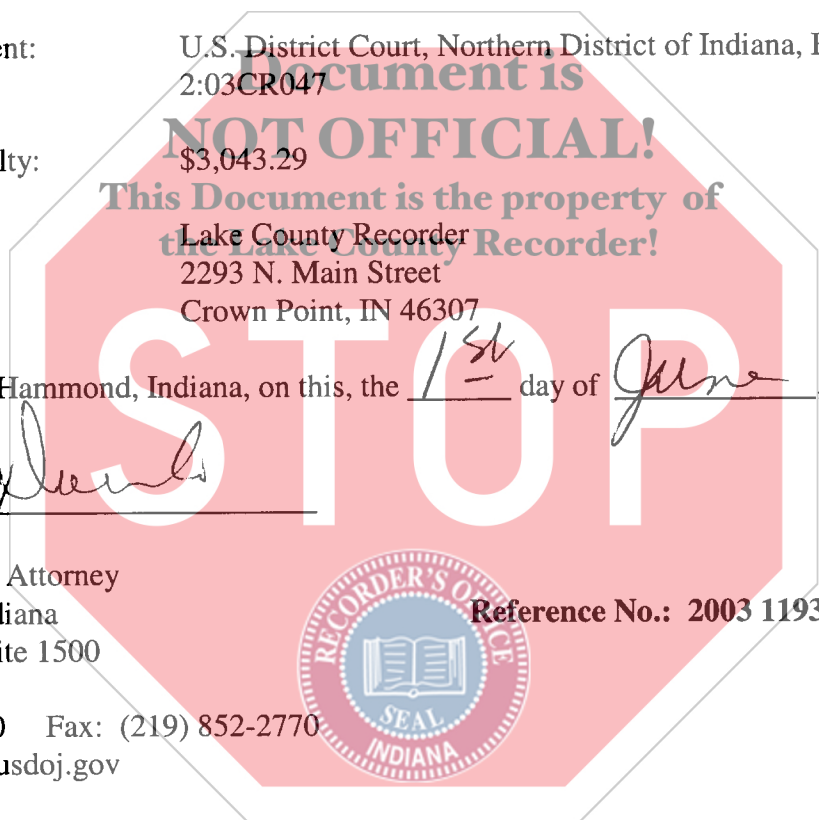 ent: U.S. District Court, Northern District of Indiana,
Document is
2:03CR047
NOT OFFICIAL!
lty: $3,043.29
This Document is the property of
Lake County Recorder
the Lake County Recorder!
2293 N. Main Street
Crown Point, IN 46307
STOP
Hammond, Indiana, on this, the 1st day of June
Attorney
diana
Reference No.: 2003 1193
ite 1500
RECORDER'S OFFICE
SEAL
INDIANA
0 Fax: (219) 852-2770
usdoj.gov